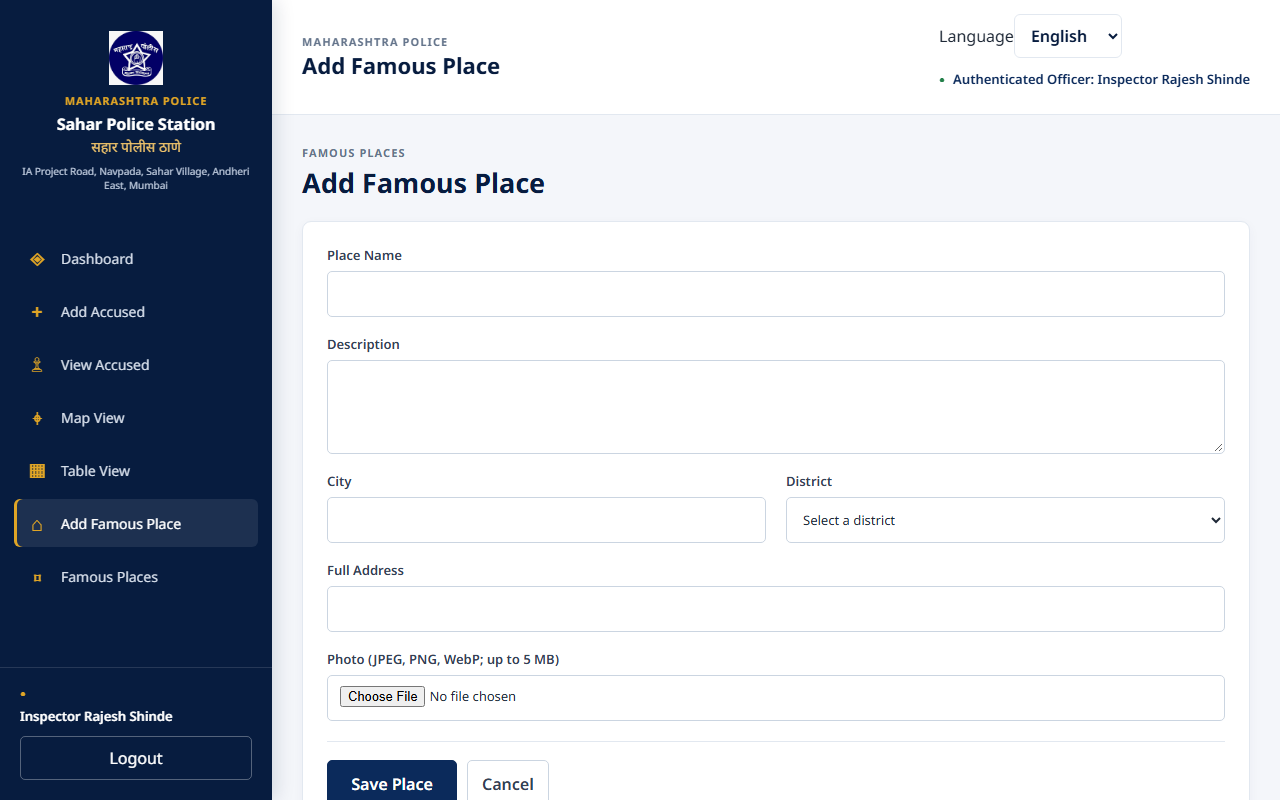 महाराष्ट्र पोलीस
MAHARASHTRA POLICE
Sahar Police Station
सहार पोलीस ठाणे
IA Project Road, Navpada, Sahar Village, Andheri
East, Mumbai
Dashboard
Add Accused
View Accused
Map View
Table View
Add Famous Place
Famous Places
Inspector Rajesh Shinde
Logout
MAHARASHTRA POLICE
Add Famous Place
Language English
Authenticated Officer: Inspector Rajesh Shinde
FAMOUS PLACES
Add Famous Place
Place Name
Description
City
District
Select a district
Full Address
Photo (JPEG, PNG, WebP; up to 5 MB)
Choose File No file chosen
Save Place
Cancel